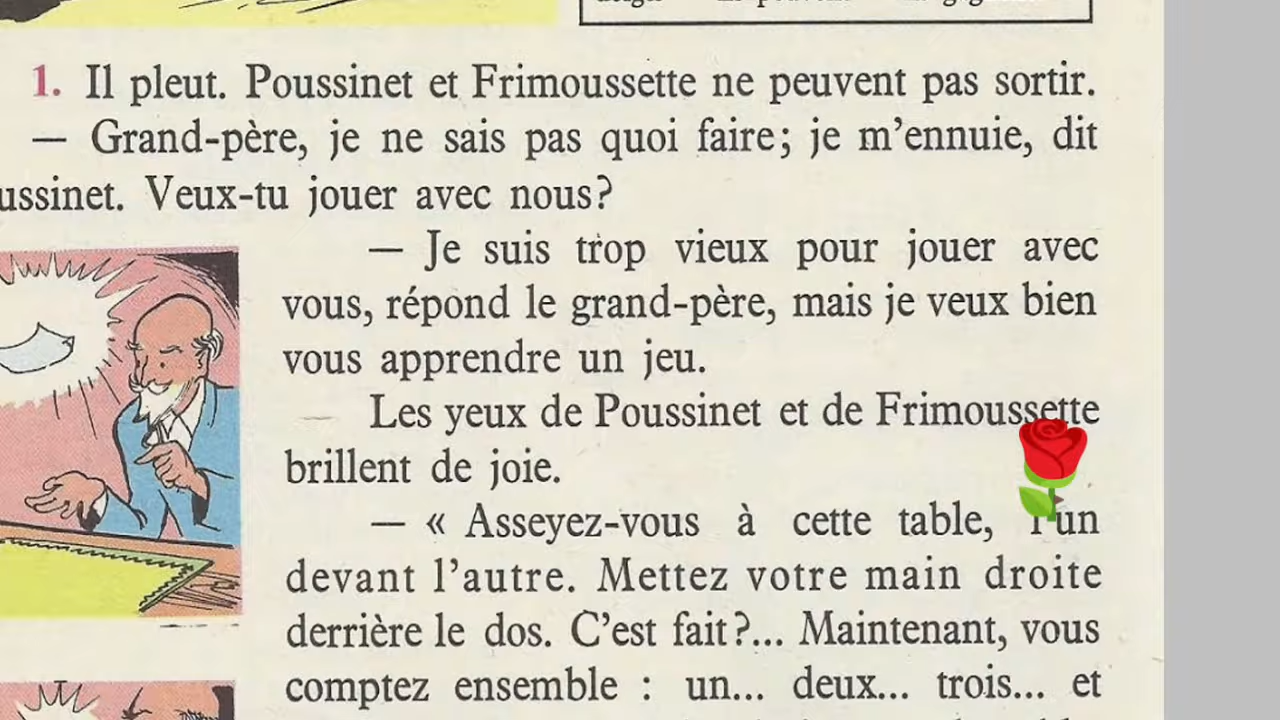 1. Il pleut. Poussinet et Frimoussette ne peuvent pas sortir.
— Grand-père, je ne sais pas quoi faire; je m'ennuie, dit
ussinet. Veux-tu jouer avec nous?
— Je suis trop vieux pour jouer avec
vous, répond le grand-père, mais je veux bien
vous apprendre un jeu.
Les yeux de Poussinet et de Frimoussette
brillent de joie.
— « Asseyez-vous à cette table, l'un
devant l'autre. Mettez votre main droite
derrière le dos. C'est fait?... Maintenant, vous
comptez ensemble : un... deux... trois... et